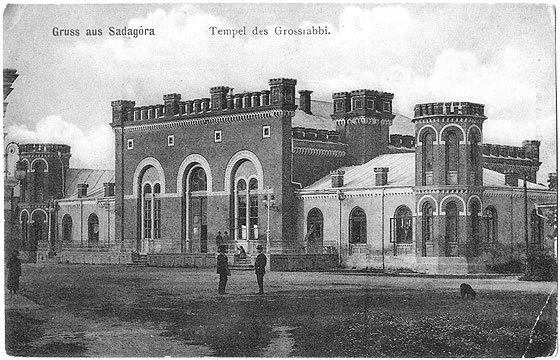 Gruss aus Sadagóra
Tempel des Grossrabbi.